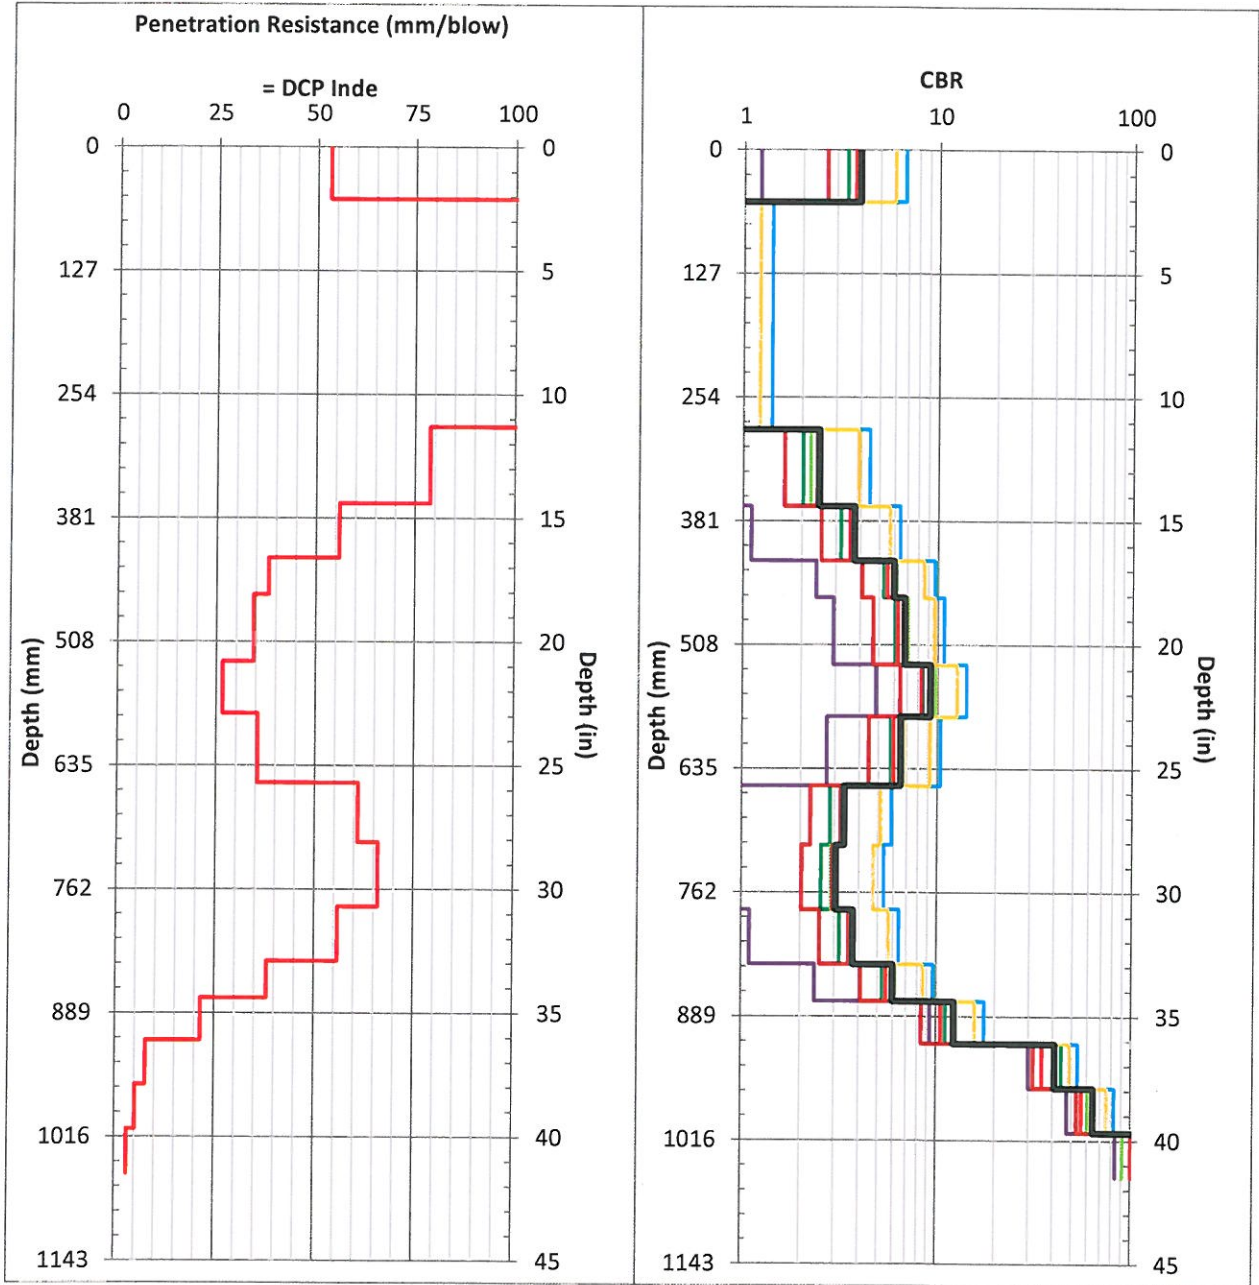 Penetration Resistance (mm/blow)
= DCP Inde
0 25 50 75 100
0 0
127 5
254 10
381 15
508 20
635 25
762 30
889 35
1016 40
1143 45
Depth (mm)
Depth (in)
CBR
1 10 100
0 0
127 5
254 10
381 15
508 20
635 25
762 30
889 35
1016 40
1143 45
Depth (mm)
Depth (in)